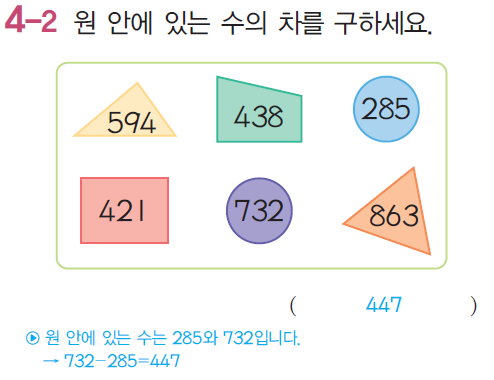 4-2 원 안에 있는 수의 차를 구하세요.
594 438 285
421 732 863
( 447 )
원 안에 있는 수는 285와 732입니다.
→ 732-285=447